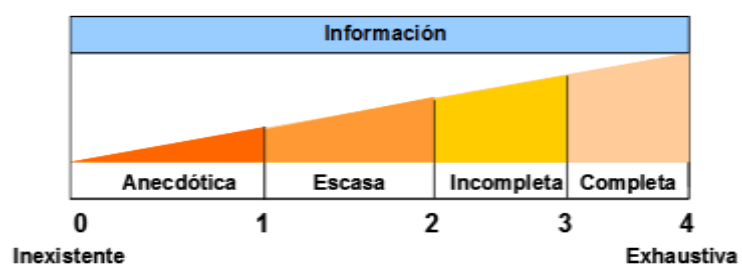 Información
Anecdótica Escasa Incompleta Completa
0 1 2 3 4
Inexistente Exhaustiva